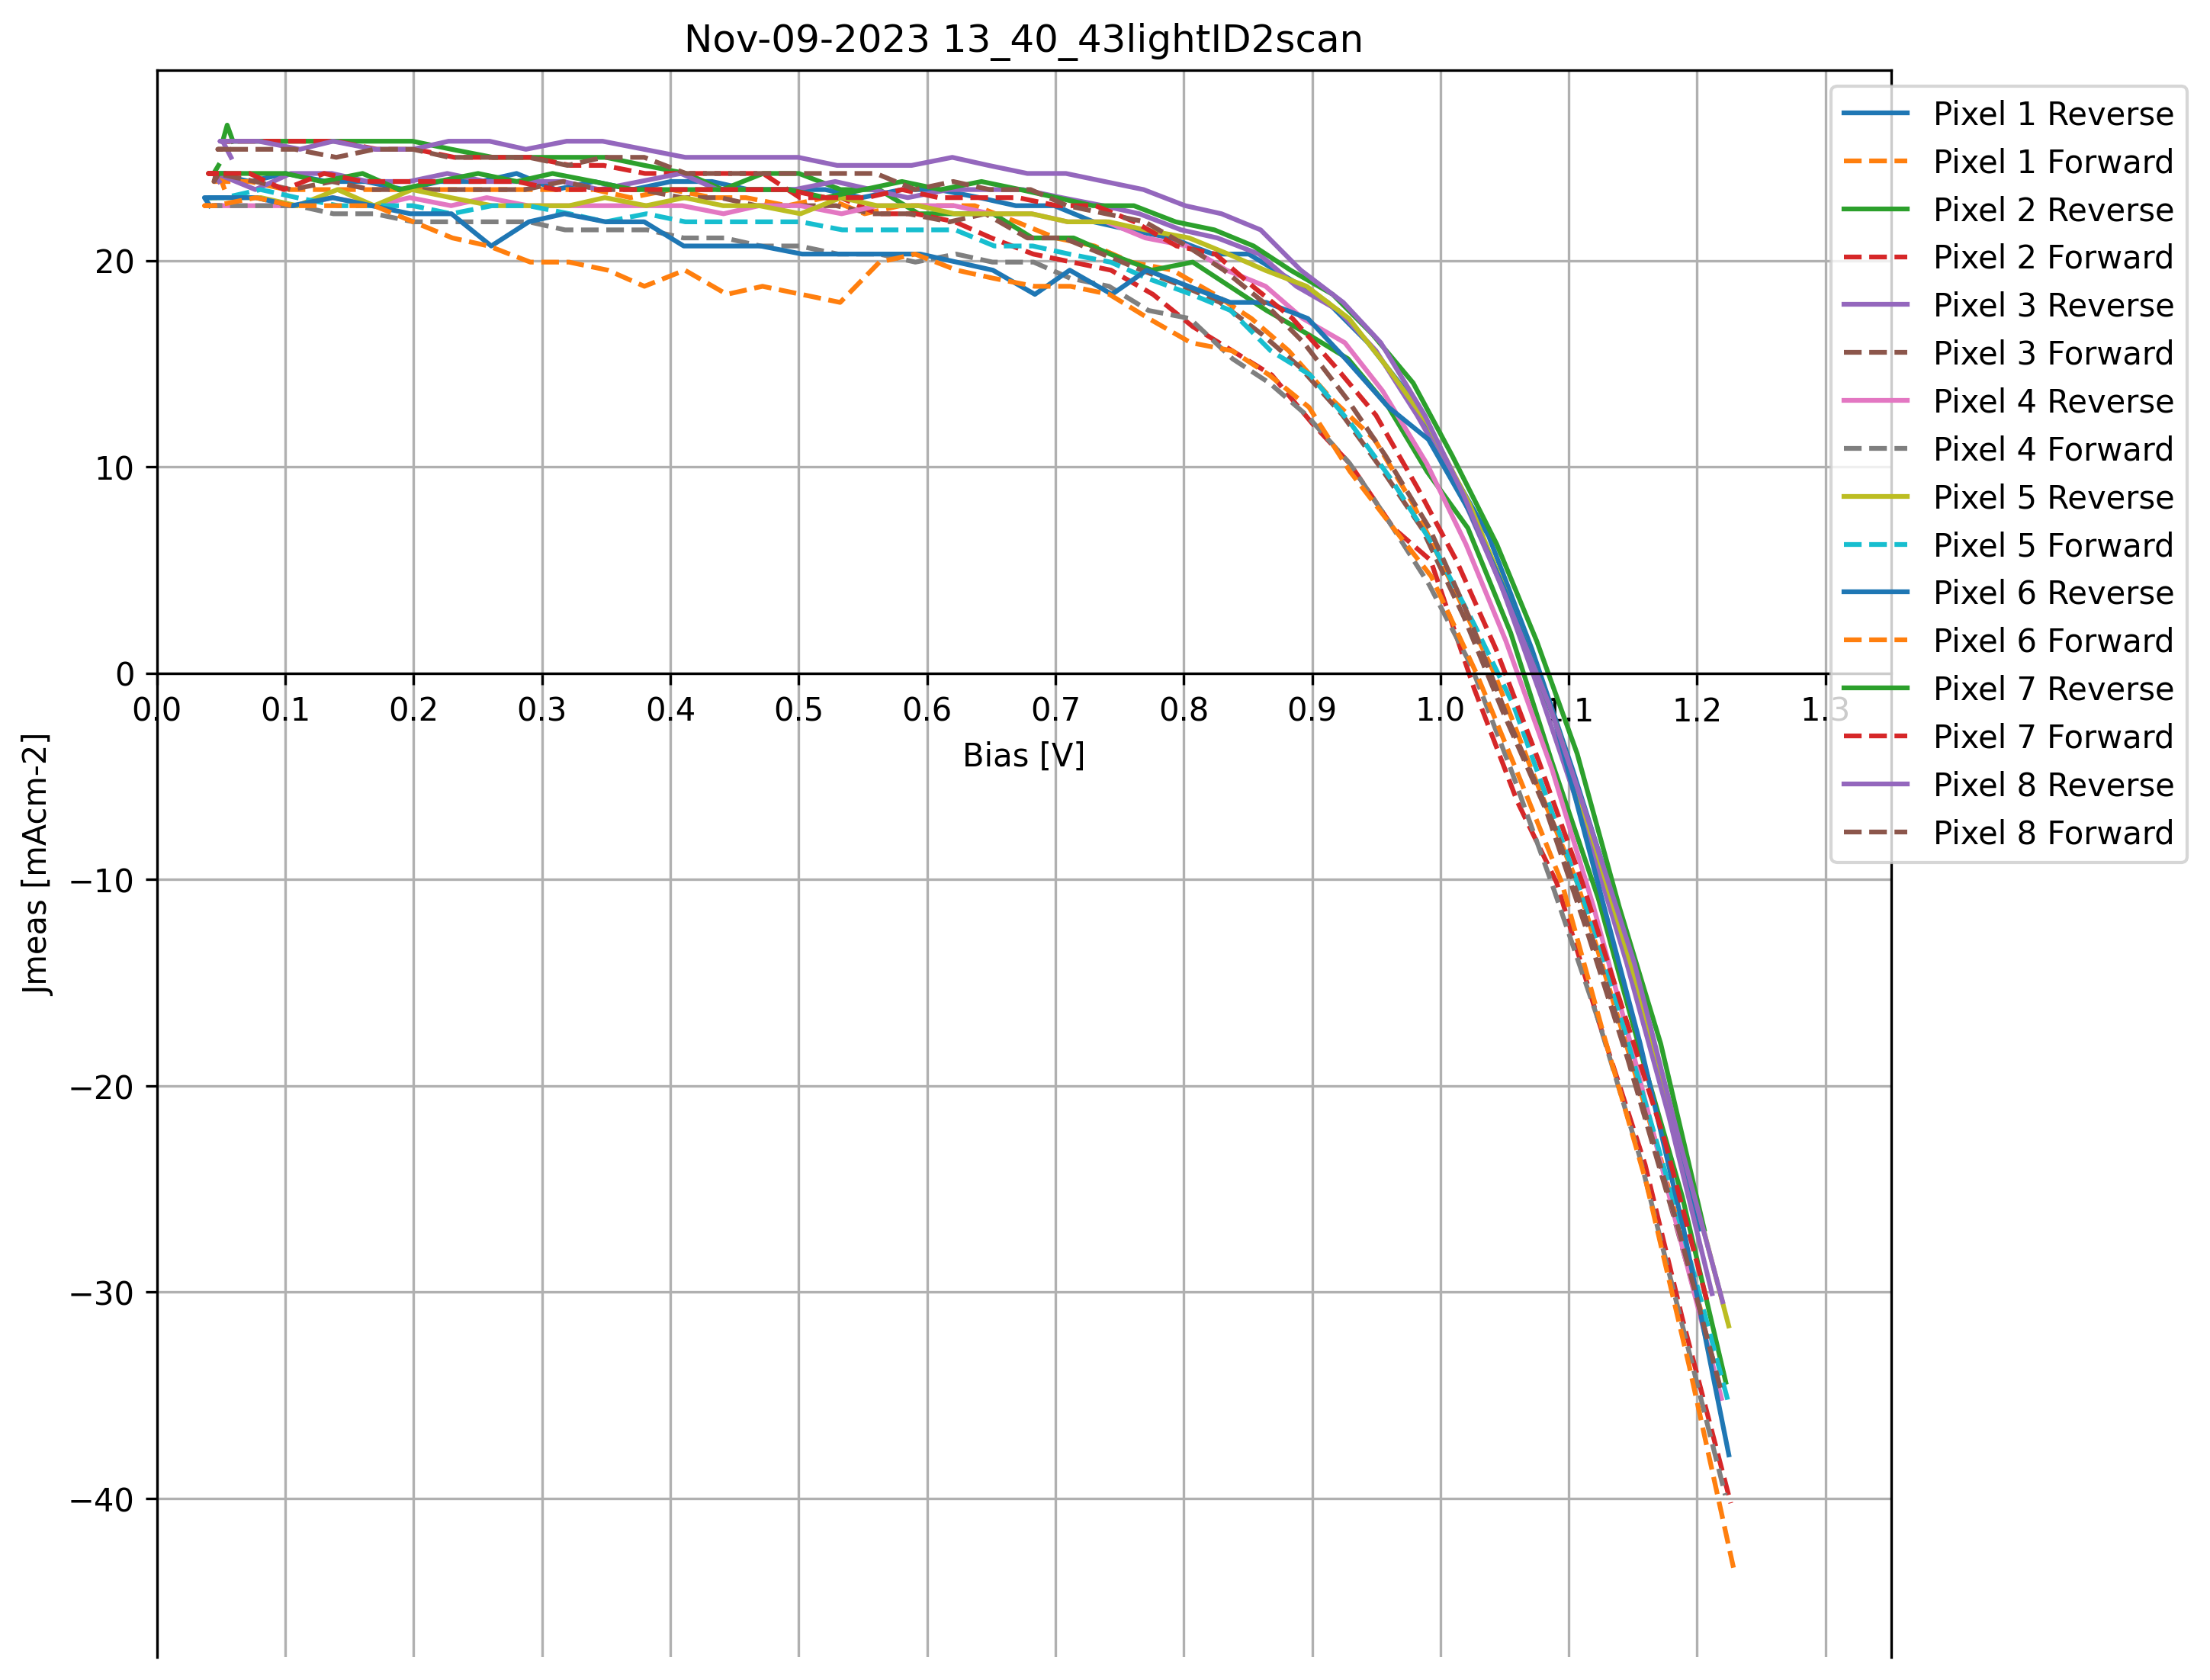 Nov-09-2023 13_40_43lightID2scan
Pixel 1 Reverse
Pixel 1 Forward
Pixel 2 Reverse
Pixel 2 Forward
Pixel 3 Reverse
Pixel 3 Forward
Pixel 4 Reverse
Pixel 4 Forward
Pixel 5 Reverse
Pixel 5 Forward
Pixel 6 Reverse
Pixel 6 Forward
Pixel 7 Reverse
Pixel 7 Forward
Pixel 8 Reverse
Pixel 8 Forward
20
10
0
−10
−20
−30
−40
0.0 0.1 0.2 0.3 0.4 0.5 0.6 0.7 0.8 0.9 1.0 1.1 1.2 1.3
Bias [V]
Jmeas [mAcm-2]